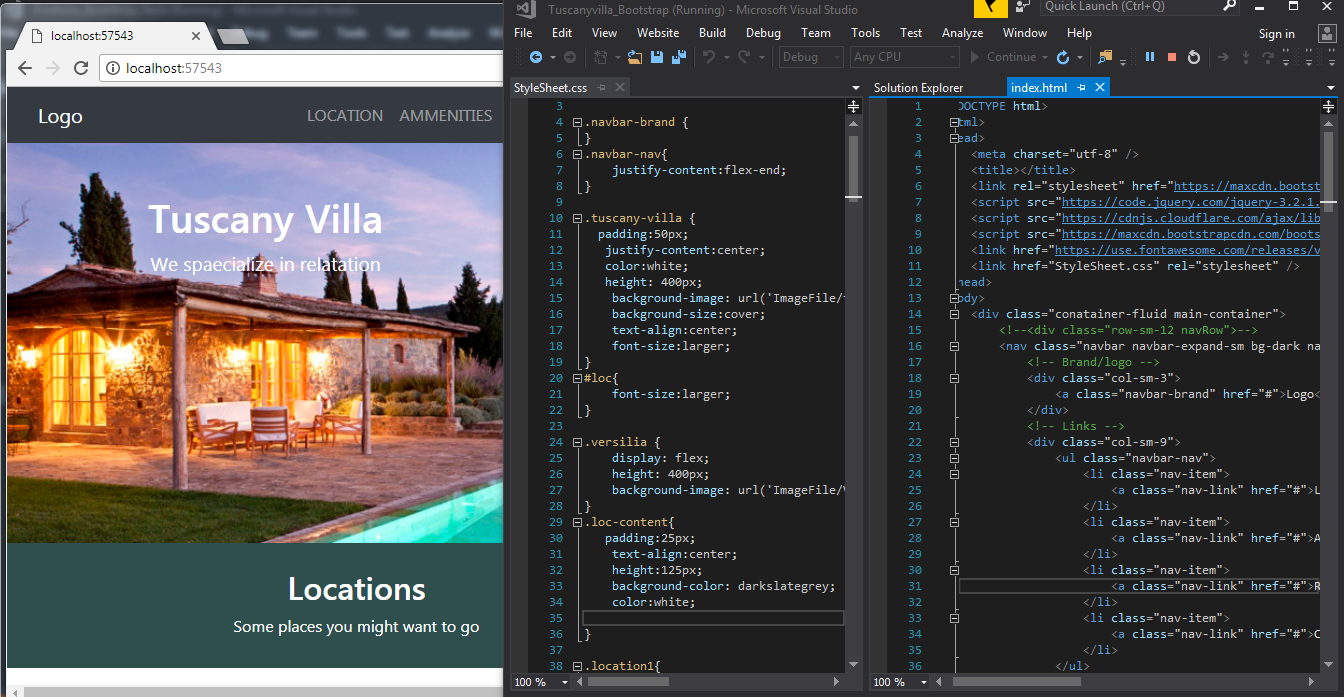 localhost:57543
localhost:57543
Logo
LOCATION
AMMENITIES
Tuscany Villa
We spaecialize in relatation
Locations
Some places you might want to go
Tuscanyvilla_Bootstrap (Running) - Microsoft Visual Studio
Quick Launch (Ctrl+Q)
File Edit View Website Build Debug Team Tools Test Analyze Window Help
Sign in
Debug Any CPU Continue
StyleSheet.css
3
4 .navbar-brand {
5 }
6 .navbar-nav{
7 justify-content:flex-end;
8 }
9
10 .tuscany-villa {
11 padding:50px;
12 justify-content:center;
13 color:white;
14 height: 400px;
15 background-image: url('ImageFile/
16 background-size:cover;
17 text-align:center;
18 font-size:larger;
19 }
20 #loc{
21 font-size:larger;
22 }
23
24 .versilia {
25 display: flex;
26 height: 400px;
27 background-image: url('ImageFile/
28 }
29 .loc-content{
30 padding:25px;
31 text-align:center;
32 height:125px;
33 background-color: darkslategrey;
34 color:white;
35
36 }
37
38 .location1{
100 %
Solution Explorer
index.html
1 DOCTYPE html>
2 tml>
3 ead>
4 <meta charset="utf-8" />
5 <title></title>
6 <link rel="stylesheet" href="https://maxcdn.bootst
7 <script src="https://code.jquery.com/jquery-3.2.1.
8 <script src="https://cdnjs.cloudflare.com/ajax/lib
9 <script src="https://maxcdn.bootstrapcdn.com/boots
10 <link href="https://use.fontawesome.com/releases/v
11 <link href="StyleSheet.css" rel="stylesheet" />
12 head>
13 ody>
14 <div class="conatainer-fluid main-container">
15 <!--<div class="row-sm-12 navRow">-->
16 <nav class="navbar navbar-expand-sm bg-dark na
17 <!-- Brand/logo -->
18 <div class="col-sm-3">
19 <a class="navbar-brand" href="#">Logo<
20 </div>
21 <!-- Links -->
22 <div class="col-sm-9">
23 <ul class="navbar-nav">
24 <li class="nav-item">
25 <a class="nav-link" href="#">L
26 </li>
27 <li class="nav-item">
28 <a class="nav-link" href="#">A
29 </li>
30 <li class="nav-item">
31 <a class="nav-link" href="#">R
32 </li>
33 <li class="nav-item">
34 <a class="nav-link" href="#">C
35 </li>
36 </ul>
100 %